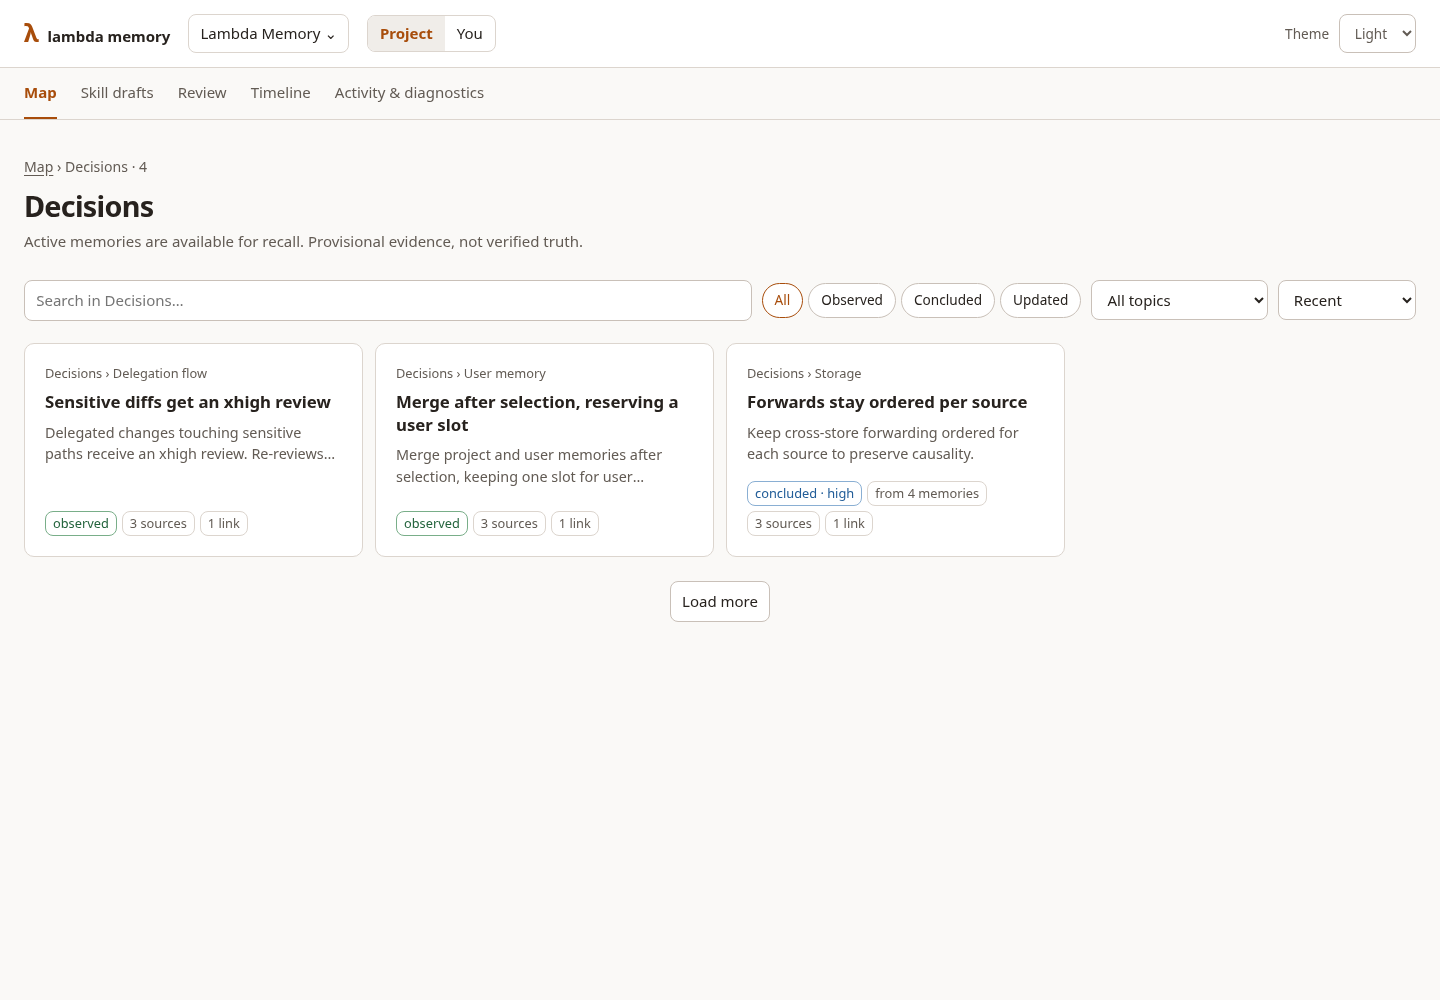 λ lambda memory
Lambda Memory
Project
You
Theme
Light
Map
Skill drafts
Review
Timeline
Activity & diagnostics
Map › Decisions · 4
Decisions
Active memories are available for recall. Provisional evidence, not verified truth.
Search in Decisions...
All
Observed
Concluded
Updated
All topics
Recent
Decisions › Delegation flow
Sensitive diffs get an xhigh review
Delegated changes touching sensitive
paths receive an xhigh review. Re-reviews...
observed
3 sources
1 link
Decisions › User memory
Merge after selection, reserving a
user slot
Merge project and user memories after
selection, keeping one slot for user...
observed
3 sources
1 link
Decisions › Storage
Forwards stay ordered per source
Keep cross-store forwarding ordered for
each source to preserve causality.
concluded · high
from 4 memories
3 sources
1 link
Load more